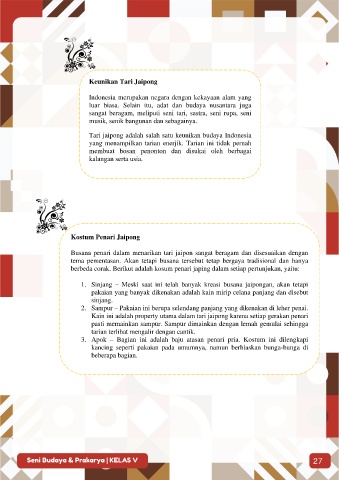 Keunikan Tari Jaipong
Indonesia merupakan negara dengan kekayaan alam yang
luar biasa. Selain itu, adat dan budaya nusantara juga
sangat beragam, meliputi seni tari, sastra, seni rupa, seni
musik, senik bangunan dan sebagainya.
Tari jaipong adalah salah satu keunikan budaya Indonesia
yang menampilkan tarian enerjik. Tarian ini tidak pernah
membuat bosan penonton dan disukai oleh berbagai
kalangan serta usia.
Kostum Penari Jaipong
Busana penari dalam menarikan tari jaipon sangat beragam dan disesuaikan dengan
tema pementasan. Akan tetapi busana tersebut tetap bergaya tradisional dan hanya
berbeda corak. Berikut adalah kosum penari japing dalam setiap pertunjukan, yaitu:
1. Sinjang – Meski saat ini telah banyak kreasi busana jaipongan, akan tetapi
pakaian yang banyak dikenakan adalah kain mirip celana panjang dan disebut
sinjang.
2. Sampur – Pakaian ini berupa selendang panjang yang dikenakan di leher penai.
Kain ini adalah property utama dalam tari jaipong karena setiap gerakan penari
pasti memainkan sampur. Sampur dimainkan dengan lemah gemulai sehingga
tarian terlihat mengalir dengan cantik.
3. Apok – Bagian ini adalah baju atasan penari pria. Kostum ini dilengkapi
kancing seperti pakaian pada umumnya, namun berhiaskan bunga-bunga di
beberapa bagian.
Seni Budaya & Prakarya | KELAS V
27